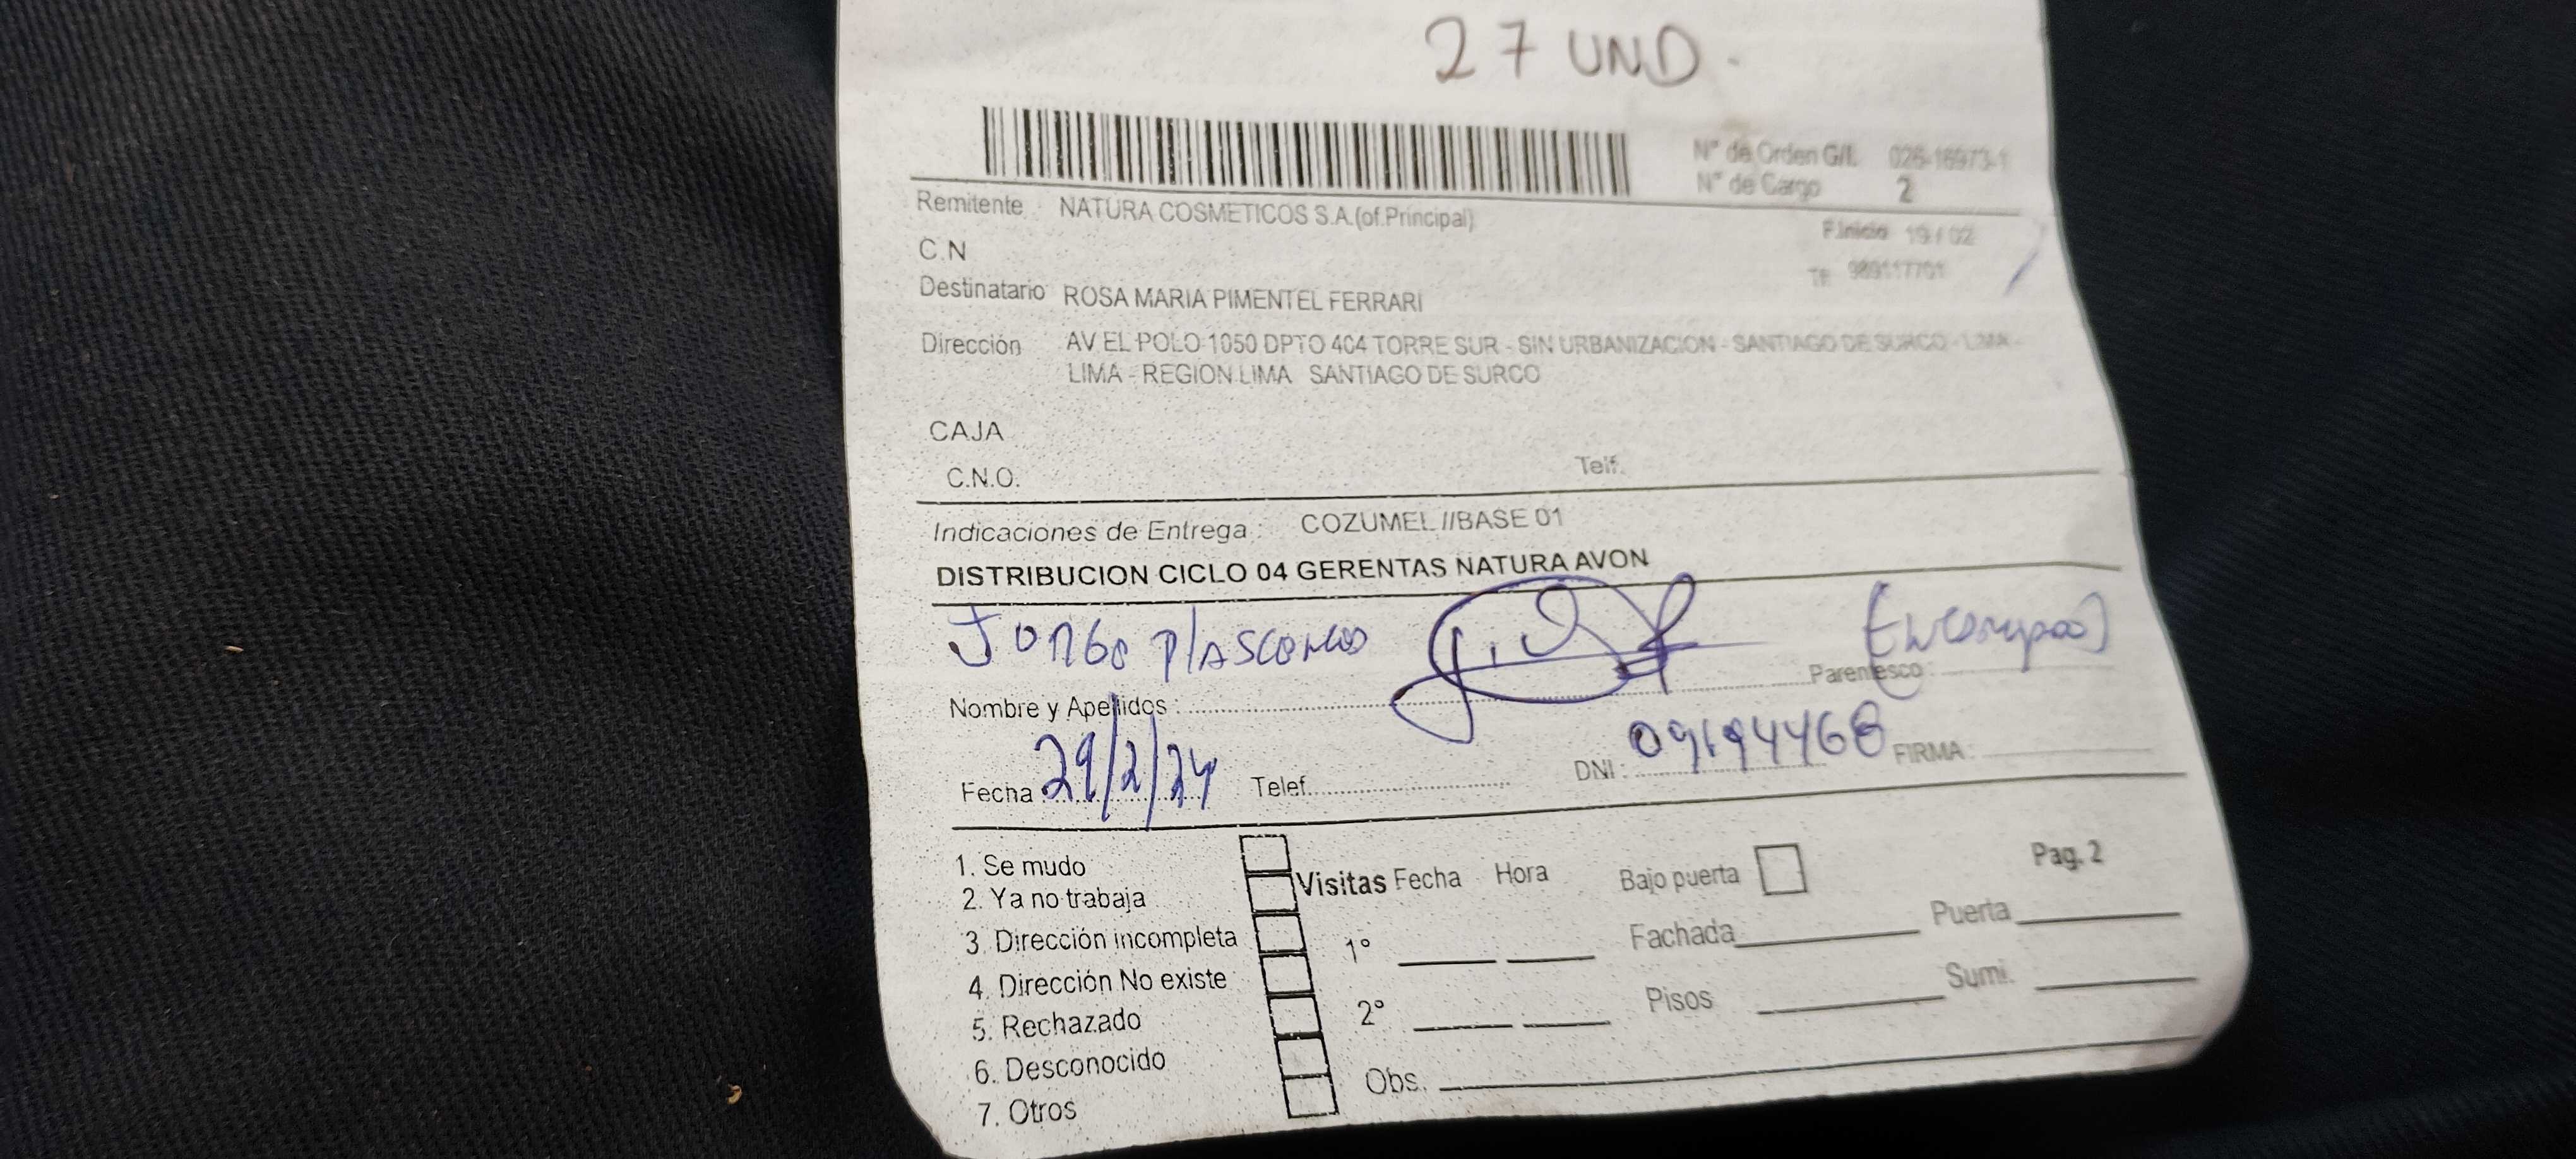 27 UND.
N° de Orden G/I. 026-16973-1
N° de Cargo 2
Remitente NATURA COSMETICOS S.A.(of.Principal)
F.Inicio 19 / 02
C.N
Tf. 989117701
Destinatario ROSA MARIA PIMENTEL FERRARI
Dirección AV EL POLO 1050 DPTO 404 TORRE SUR - SIN URBANIZACION - SANTIAGO DE SURCO - LIMA -
LIMA - REGION LIMA SANTIAGO DE SURCO
CAJA
C.N.O. Telf.
Indicaciones de Entrega : COZUMEL //BASE 01
DISTRIBUCION CICLO 04 GERENTAS NATURA AVON
Nombre y Apellidos : Parentesco :
Fecha : 29/2/24 Telef. DNI : 09194468 FIRMA :
1. Se mudo
2. Ya no trabaja
3. Dirección incompleta
4. Dirección No existe
5. Rechazado
6. Desconocido
7. Otros
Visitas Fecha Hora Bajo puerta Pag. 2
1° Fachada Puerta
2° Pisos Sumi.
Obs.